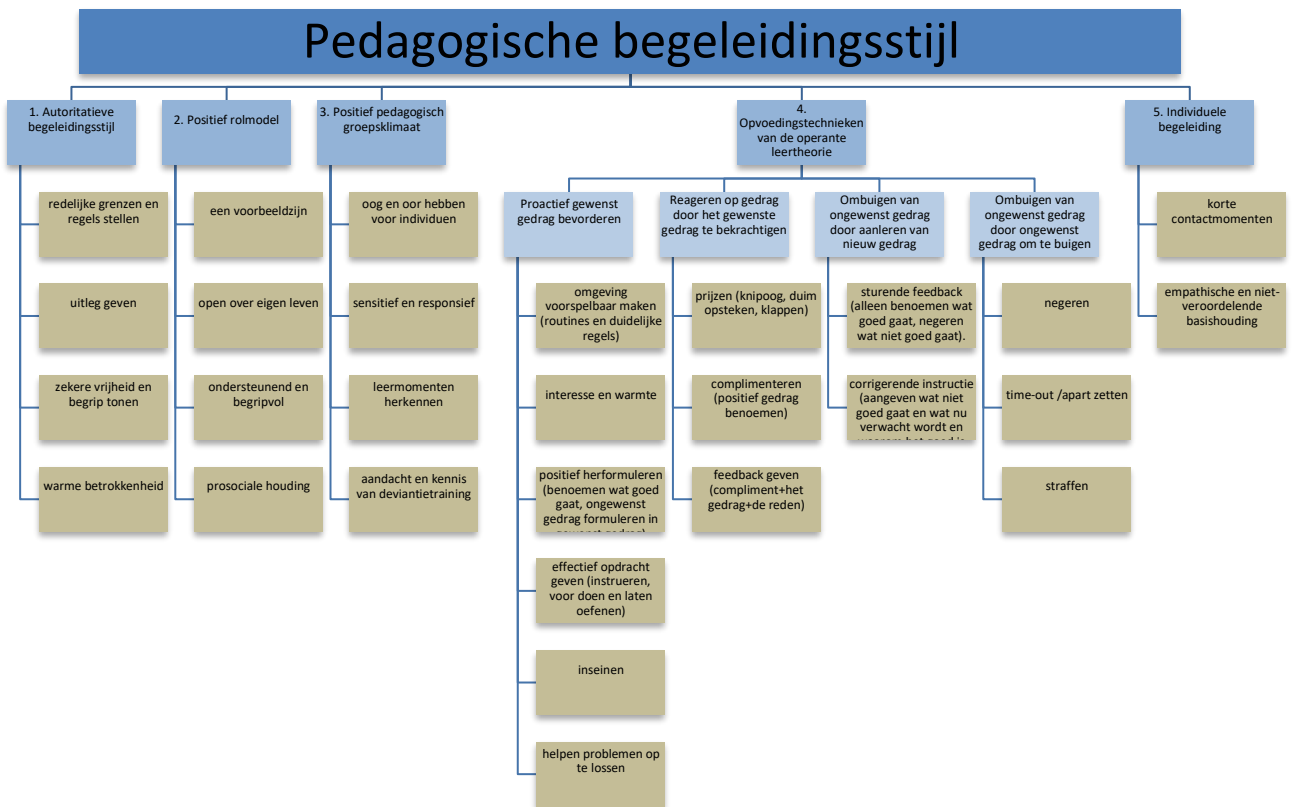 Pedagogische begeleidingsstijl
1. Autoritatieve
begeleidingsstijl
redelijke grenzen en
regels stellen
uitleg geven
zekere vrijheid en
begrip tonen
warme betrokkenheid
2. Positief rolmodel
een voorbeeldzijn
open over eigen leven
ondersteunend en
begripvol
prosociale houding
3. Positief pedagogisch
groepsklimaat
oog en oor hebben
voor individuen
sensitief en responsief
leermomenten
herkennen
aandacht en kennis
van deviantietraining
4.
Opvoedingstechnieken
van de operante
leertheorie
Proactief gewenst
gedrag bevorderen
omgeving
voorspelbaar maken
(routines en duidelijke
regels)
interesse en warmte
positief herformuleren
(benoemen wat goed
gaat, ongewenst
gedrag formuleren in
gewenst gedrag)
effectief opdracht
geven (instrueren,
voor doen en laten
oefenen)
inseinen
helpen problemen op
te lossen
Reageren op gedrag
door het gewenste
gedrag te bekrachtigen
prijzen (knipoog, duim
opsteken, klappen)
complimenteren
(positief gedrag
benoemen)
feedback geven
(compliment+het
gedrag+de reden)
Ombuigen van
ongewenst gedrag
door aanleren van
nieuw gedrag
sturende feedback
(alleen benoemen wat
goed gaat, negeren
wat niet goed gaat).
corrigerende instructie
(aangeven wat niet
goed gaat en wat nu
verwacht wordt en
waarom het goed is
Ombuigen van
ongewenst gedrag
door ongewenst
gedrag om te buigen
negeren
time-out /apart zetten
straffen
5. Individuele
begeleiding
korte
contactmomenten
empathische en niet-
veroordelende
basishouding